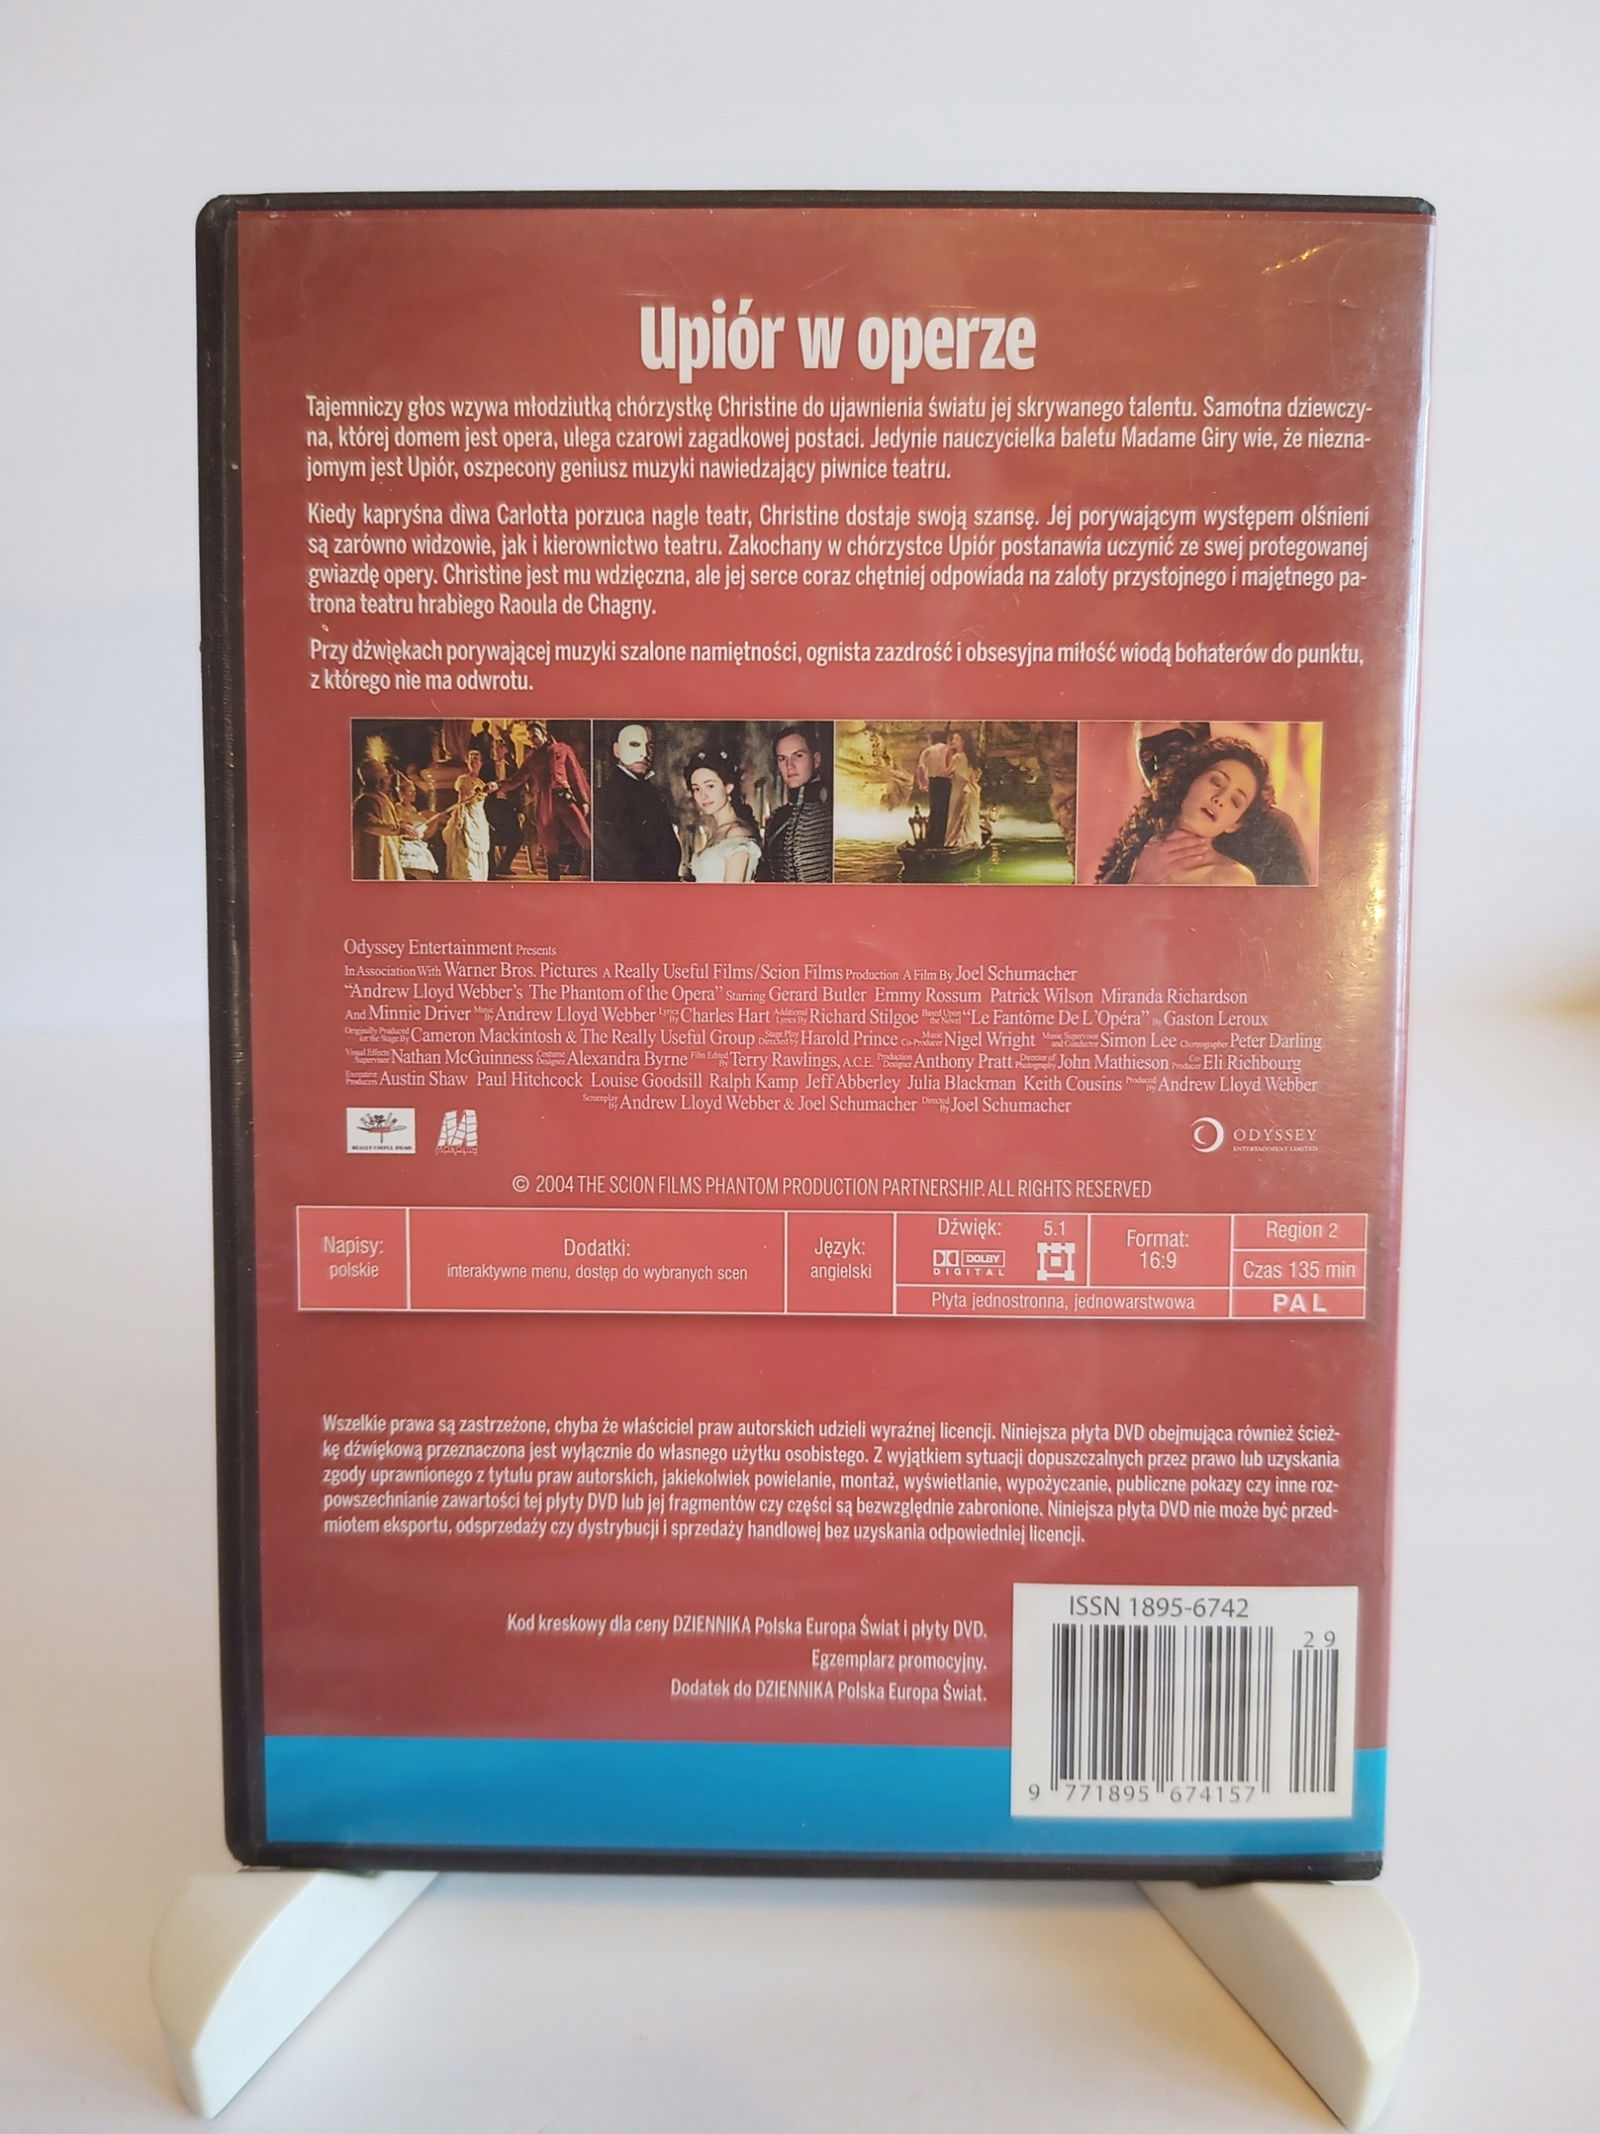 Upiór w operze
Tajemniczy głos wzywa młodziutką chórzystkę Christine do ujawnienia światu jej skrywanego talentu. Samotna dziewczy-
na, której domem jest opera, ulega czarowi zagadkowej postaci. Jedynie nauczycielka baletu Madame Giry wie, że niezna-
jomym jest Upiór, oszpecony geniusz muzyki nawiedzający piwnice teatru.
Kiedy kapryśna diwa Carlotta porzuca nagle teatr, Christine dostaje swoją szansę. Jej porywającym występem olśnieni
są zarówno widzowie, jak i kierownictwo teatru. Zakochany w chórzystce Upiór postanawia uczynić ze swej protegowanej
gwiazdę opery. Christine jest mu wdzięczna, ale jej serce coraz chętniej odpowiada na zaloty przystojnego i majętnego pa-
trona teatru hrabiego Raoula de Chagny.
Przy dźwiękach porywającej muzyki szalone namiętności, ognista zazdrość i obsesyjna miłość wiodą bohaterów do punktu,
z którego nie ma odwrotu.
Odyssey Entertainment Presents
In Association With Warner Bros. Pictures A Really Useful Films/Scion Films Production A Film By Joel Schumacher
“Andrew Lloyd Webber’s The Phantom of the Opera” Starring Gerard Butler Emmy Rossum Patrick Wilson Miranda Richardson
And Minnie Driver Music By Andrew Lloyd Webber Lyrics By Charles Hart Additional Lyrics By Richard Stilgoe Based Upon the Novel “Le Fantôme De L’Opéra” By Gaston Leroux
Originally Produced for the Stage By Cameron Mackintosh & The Really Useful Group Stage Play Directed by Harold Prince Co-Producer Music Nigel Wright Music Supervisor and Conductor Simon Lee Choreographer Peter Darling
Visual Effects Supervisor Nathan McGuinness Costume Designer Alexandra Byrne Film Edited By Terry Rawlings, A.C.E. Production Designer Anthony Pratt Director of Photography John Mathieson Co-Producer Eli Richbourg
Executive Producers Austin Shaw Paul Hitchcock Louise Goodsill Ralph Kamp Jeff Abberley Julia Blackman Keith Cousins Produced By Andrew Lloyd Webber
Screenplay By Andrew Lloyd Webber & Joel Schumacher Directed By Joel Schumacher
REALLY USEFUL FILMS
ODYSSEY
ENTERTAINMENT LIMITED
© 2004 THE SCION FILMS PHANTOM PRODUCTION PARTNERSHIP. ALL RIGHTS RESERVED
Napisy:
polskie
Dodatki:
interaktywne menu, dostęp do wybranych scen
Język:
angielski
Dźwięk: 5.1
DOLBY
DIGITAL
Płyta jednostronna, jednowarstwowa
Format:
16:9
Region 2
Czas 135 min
PAL
Wszelkie prawa są zastrzeżone, chyba że właściciel praw autorskich udzieli wyraźnej licencji. Niniejsza płyta DVD obejmująca również ścież-
kę dźwiękową przeznaczona jest wyłącznie do własnego użytku osobistego. Z wyjątkiem sytuacji dopuszczalnych przez prawo lub uzyskania
zgody uprawnionego z tytułu praw autorskich, jakiekolwiek powielanie, montaż, wyświetlanie, wypożyczanie, publiczne pokazy czy inne roz-
powszechnianie zawartości tej płyty DVD lub jej fragmentów czy części są bezwzględnie zabronione. Niniejsza płyta DVD nie może być przed-
miotem eksportu, odsprzedaży czy dystrybucji i sprzedaży handlowej bez uzyskania odpowiedniej licencji.
Kod kreskowy dla ceny DZIENNIKA Polska Europa Świat i płyty DVD.
Egzemplarz promocyjny.
Dodatek do DZIENNIKA Polska Europa Świat.
ISSN 1895-6742
29
9 771895 674157